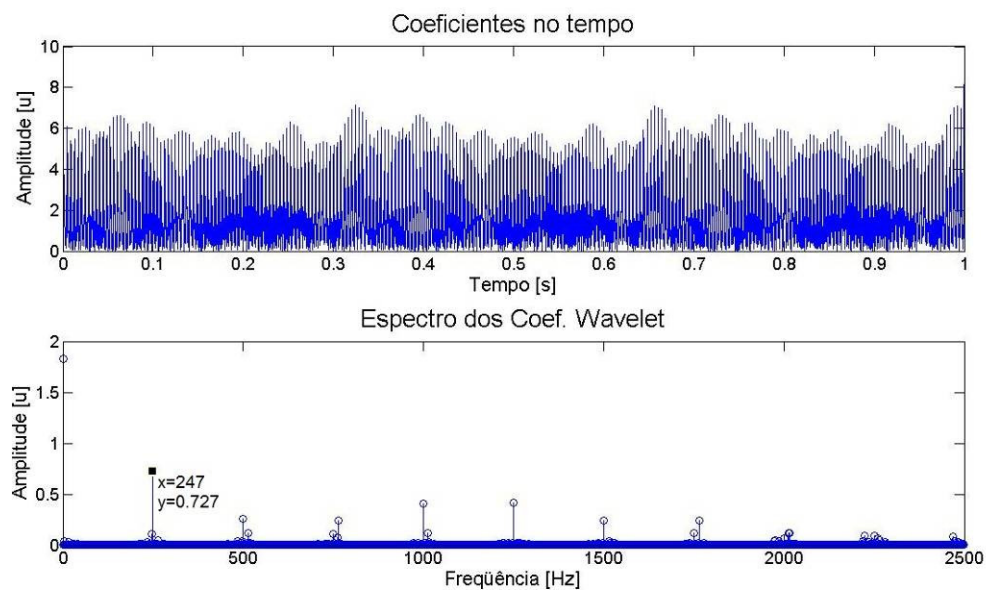 Coeficientes no tempo
10
8
6
4
2
0
Amplitude [u]
0 0.1 0.2 0.3 0.4 0.5 0.6 0.7 0.8 0.9 1
Tempo [s]
Espectro dos Coef. Wavelet
2
1.5
1
0.5
0
Amplitude [u]
x=247
y=0.727
0 500 1000 1500 2000 2500
Freqüência [Hz]